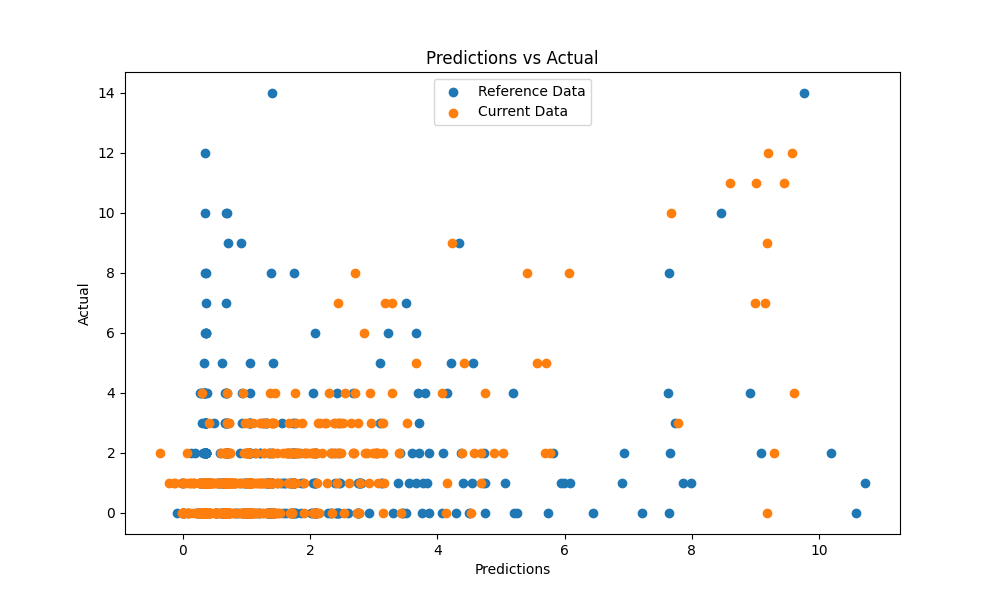 Predictions vs Actual
Reference Data
Current Data
14
12
10
8
6
4
2
0
Actual
0 2 4 6 8 10
Predictions